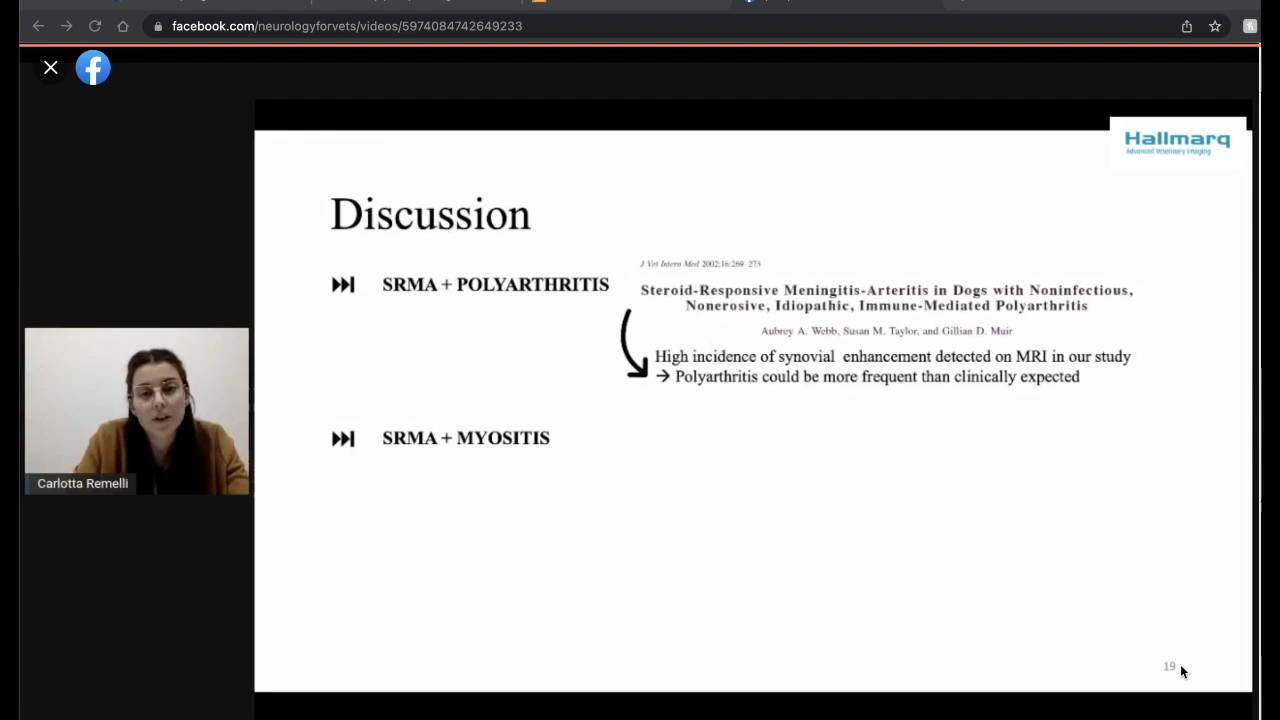 facebook.com/neurologyforvets/videos/5974084742649233
Hallmarq
Advanced Veterinary Imaging
Discussion
J Vet Intern Med 2002;16:269–273
SRMA + POLYARTHRITIS
Steroid-Responsive Meningitis-Arteritis in Dogs with Noninfectious,
Nonerosive, Idiopathic, Immune-Mediated Polyarthritis
Aubrey A. Webb, Susan M. Taylor, and Gillian D. Muir
High incidence of synovial enhancement detected on MRI in our study
→ Polyarthritis could be more frequent than clinically expected
SRMA + MYOSITIS
Carlotta Remelli
19